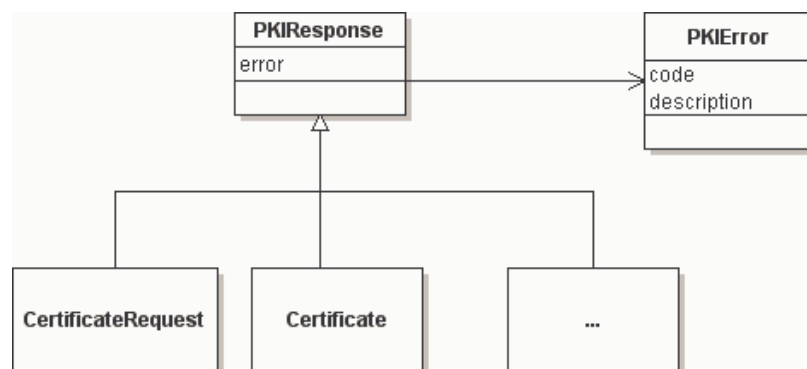 PKIResponse
error
PKIError
code
description
CertificateRequest
Certificate
...